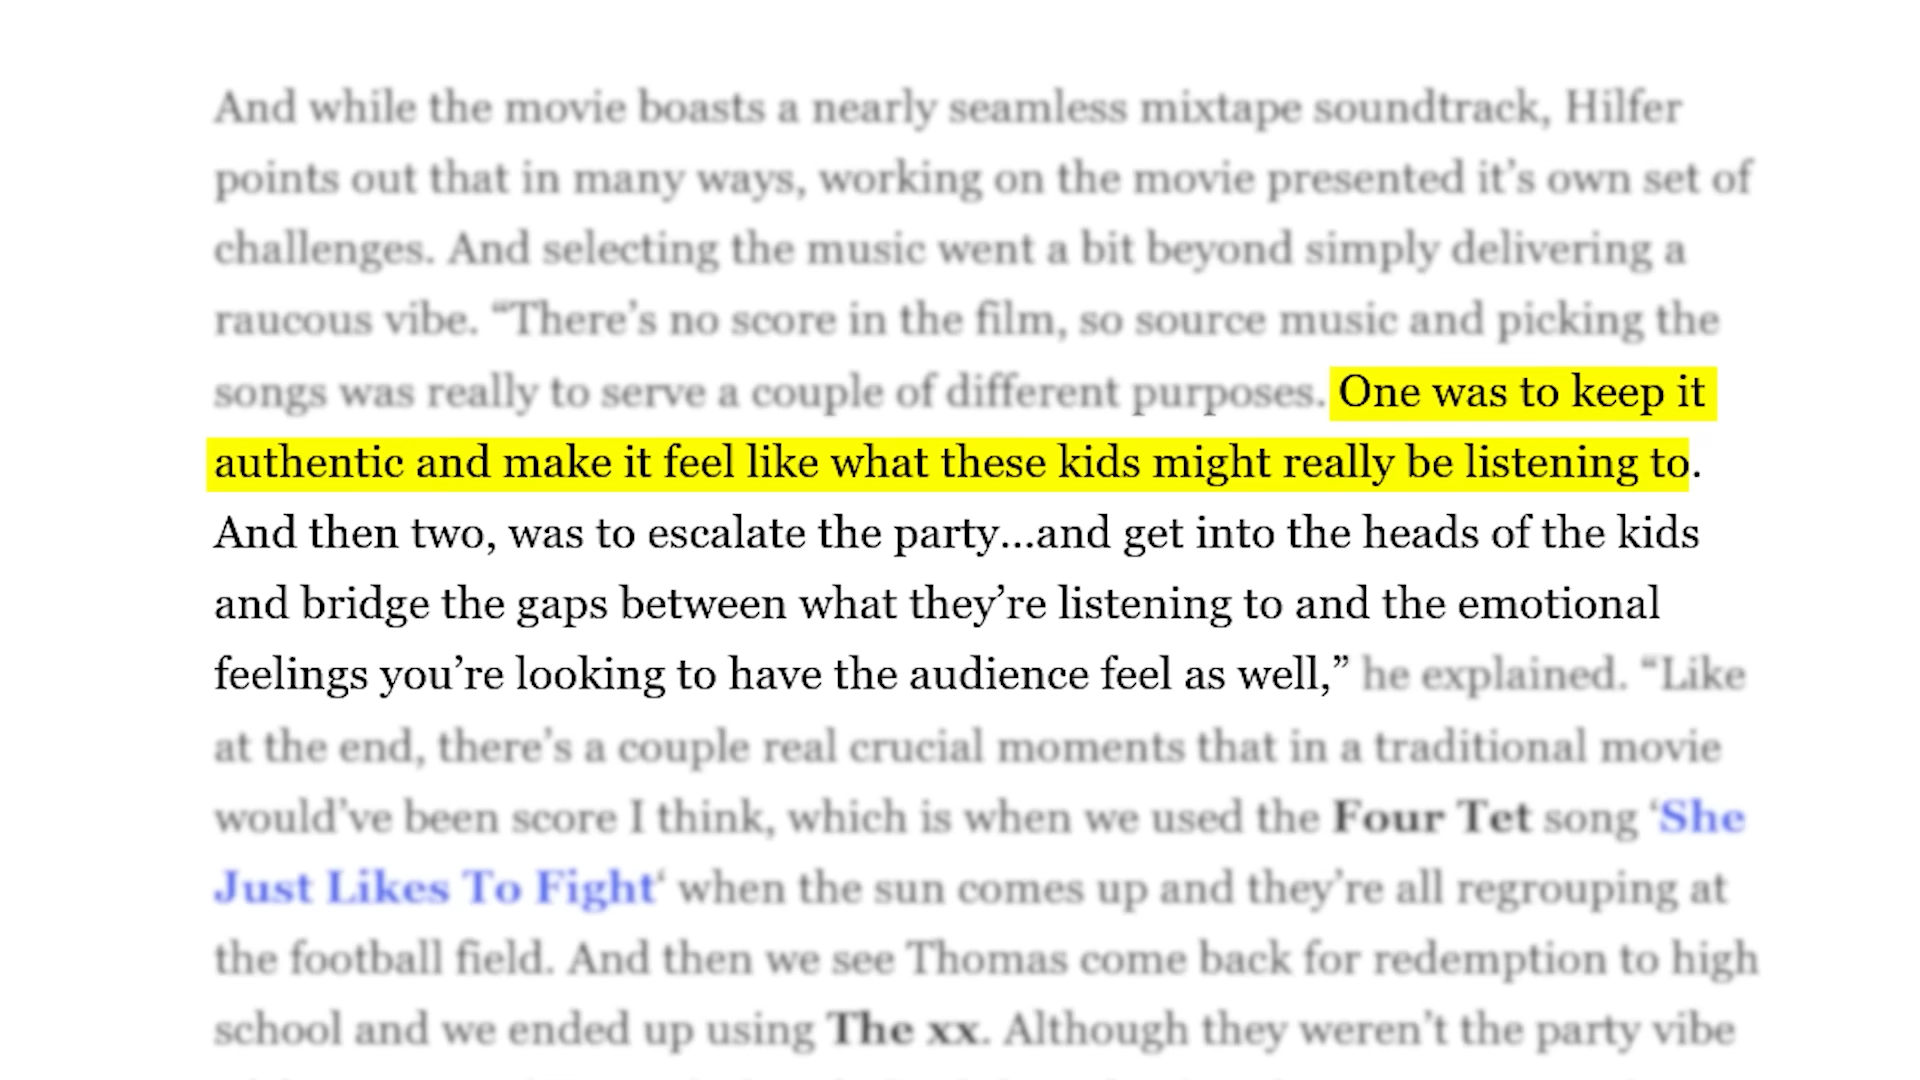 And while the movie boasts a nearly seamless mixtape soundtrack, Hilfer
points out that in many ways, working on the movie presented it’s own set of
challenges. And selecting the music went a bit beyond simply delivering a
raucous vibe. “There’s no score in the film, so source music and picking the
songs was really to serve a couple of different purposes. One was to keep it
authentic and make it feel like what these kids might really be listening to.
And then two, was to escalate the party...and get into the heads of the kids
and bridge the gaps between what they’re listening to and the emotional
feelings you’re looking to have the audience feel as well,” he explained. “Like
at the end, there’s a couple real crucial moments that in a traditional movie
would’ve been score I think, which is when we used the Four Tet song ‘She
Just Likes To Fight‘ when the sun comes up and they’re all regrouping at
the football field. And then we see Thomas come back for redemption to high
school and we ended up using The xx. Although they weren’t the party vibe